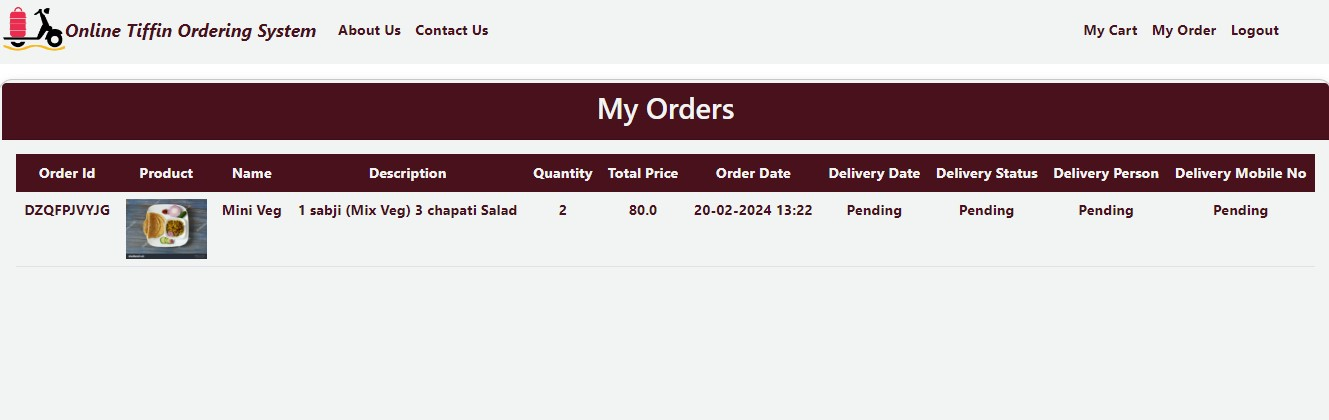 Online Tiffin Ordering System About Us Contact Us My Cart My Order Logout
My Orders
Order Id Product Name Description Quantity Total Price Order Date Delivery Date Delivery Status Delivery Person Delivery Mobile No
DZQFPJVYJG Mini Veg 1 sabji (Mix Veg) 3 chapati Salad 2 80.0 20-02-2024 13:22 Pending Pending Pending Pending